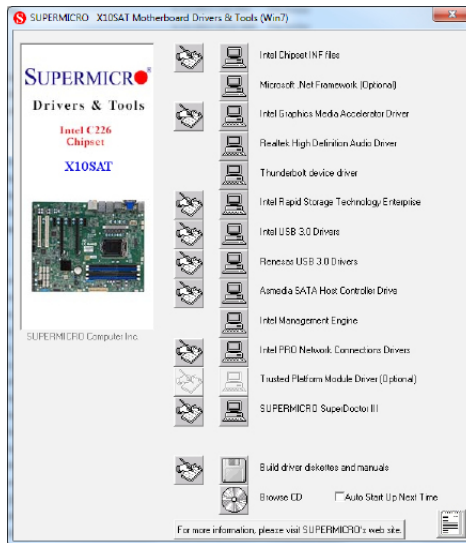 SUPERMICRO X10SAT Motherboard Drivers & Tools (Win7)
SUPERMICRO
Drivers & Tools
Intel C226
Chipset
X10SAT
SUPERMICRO Computer Inc.
Intel Chipset INF files
Microsoft .Net Framework (Optional)
Intel Graphics Media Accelerator Driver
Realtek High Definition Audio Driver
Thunderbolt device driver
Intel Rapid Storage Technology Enterprise
Intel USB 3.0 Drivers
Renesas USB 3.0 Drivers
Asmedia SATA Host Controller Drive
Intel Management Engine
Intel PRO Network Connections Drivers
Trusted Platform Module Driver (Optional)
SUPERMICRO SuperDoctor III
Build driver diskettes and manuals
Browse CD Auto Start Up Next Time
For more information, please visit SUPERMICRO's web site.